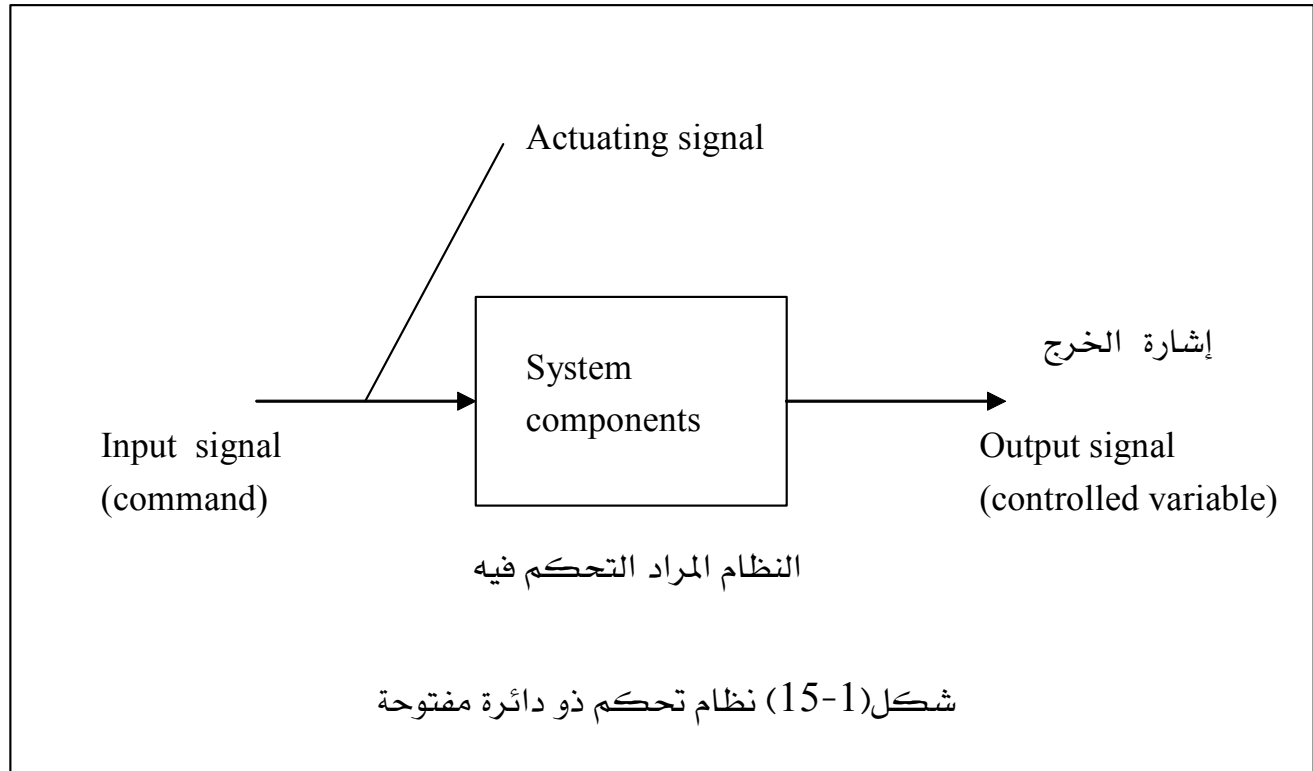 Actuating signal
System
components
إشارة الخرج
Input signal
(command)
Output signal
(controlled variable)
النظام المراد التحكم فيه
شكل(1-15) نظام تحكم ذو دائرة مفتوحة